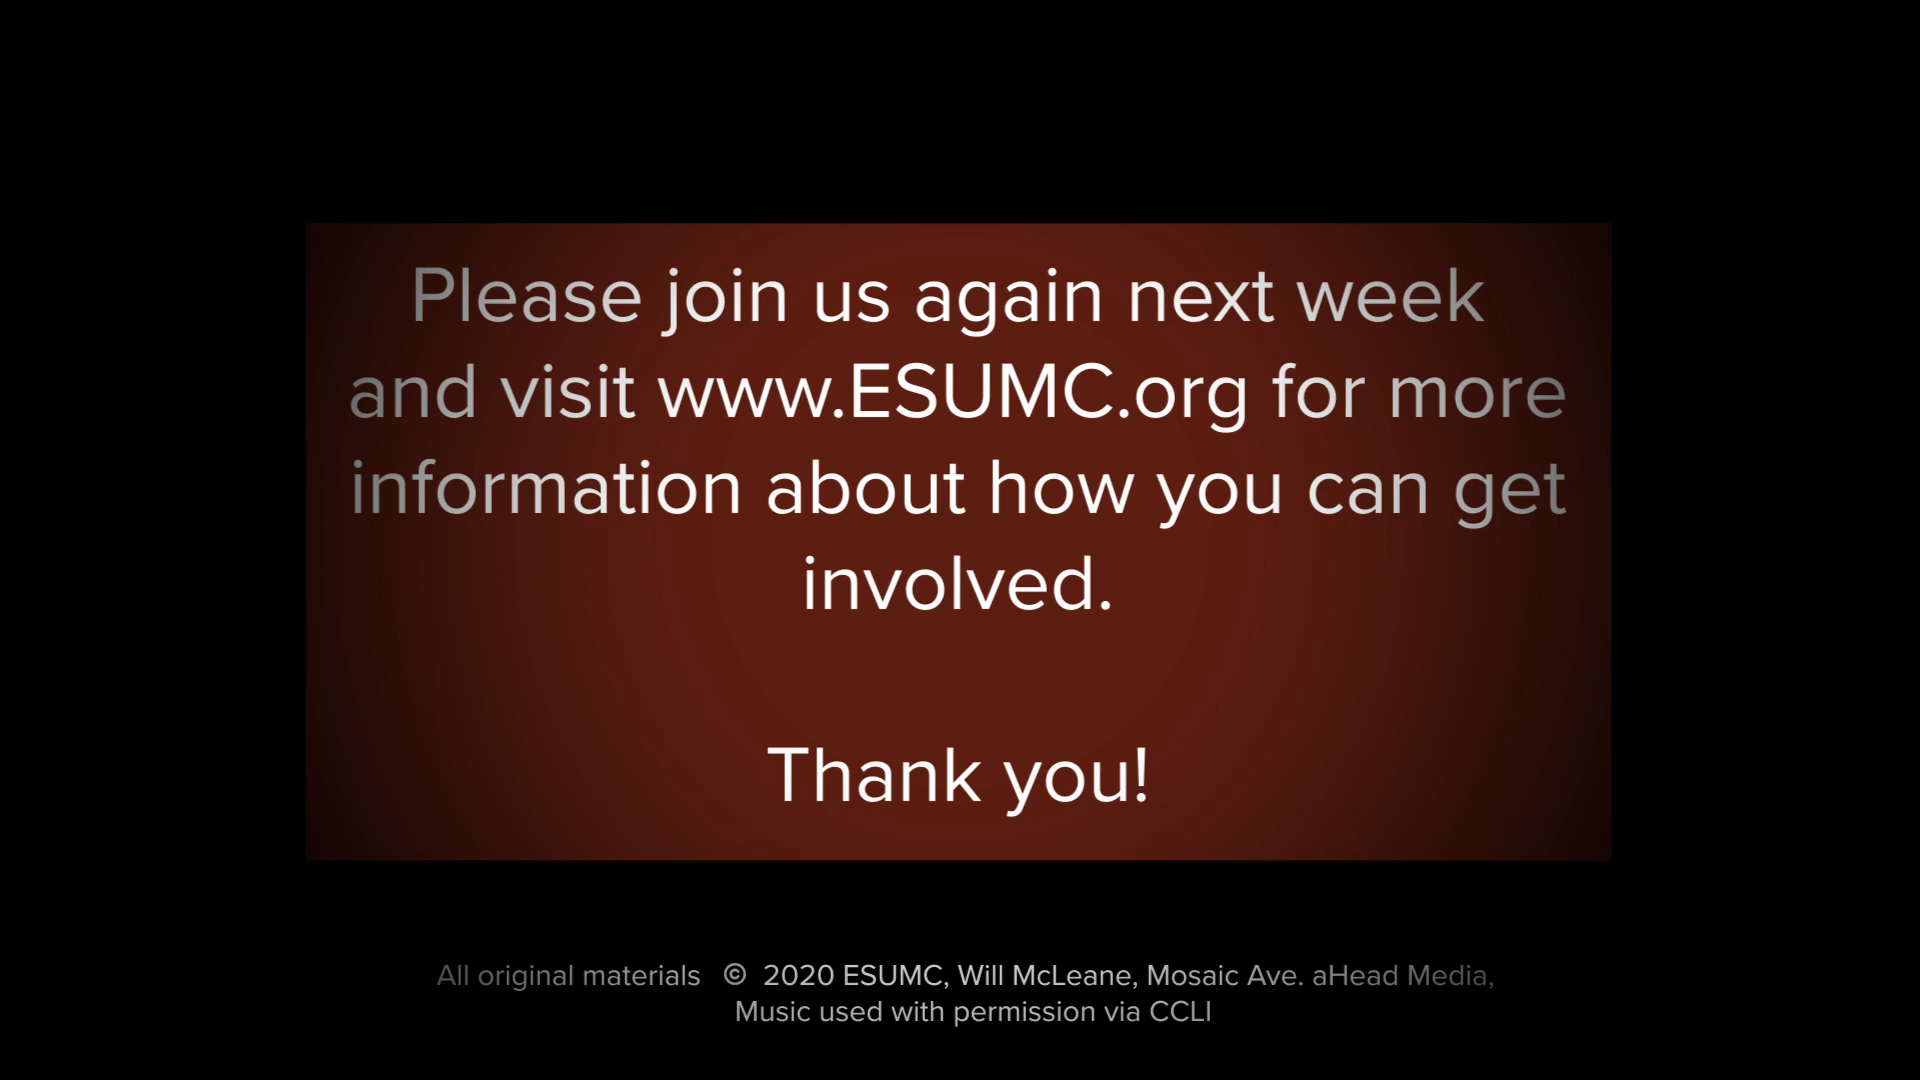 Please join us again next week
and visit www.ESUMC.org for more
information about how you can get
involved.
Thank you!
All original materials © 2020 ESUMC, Will McLeane, Mosaic Ave. aHead Media,
Music used with permission via CCLI